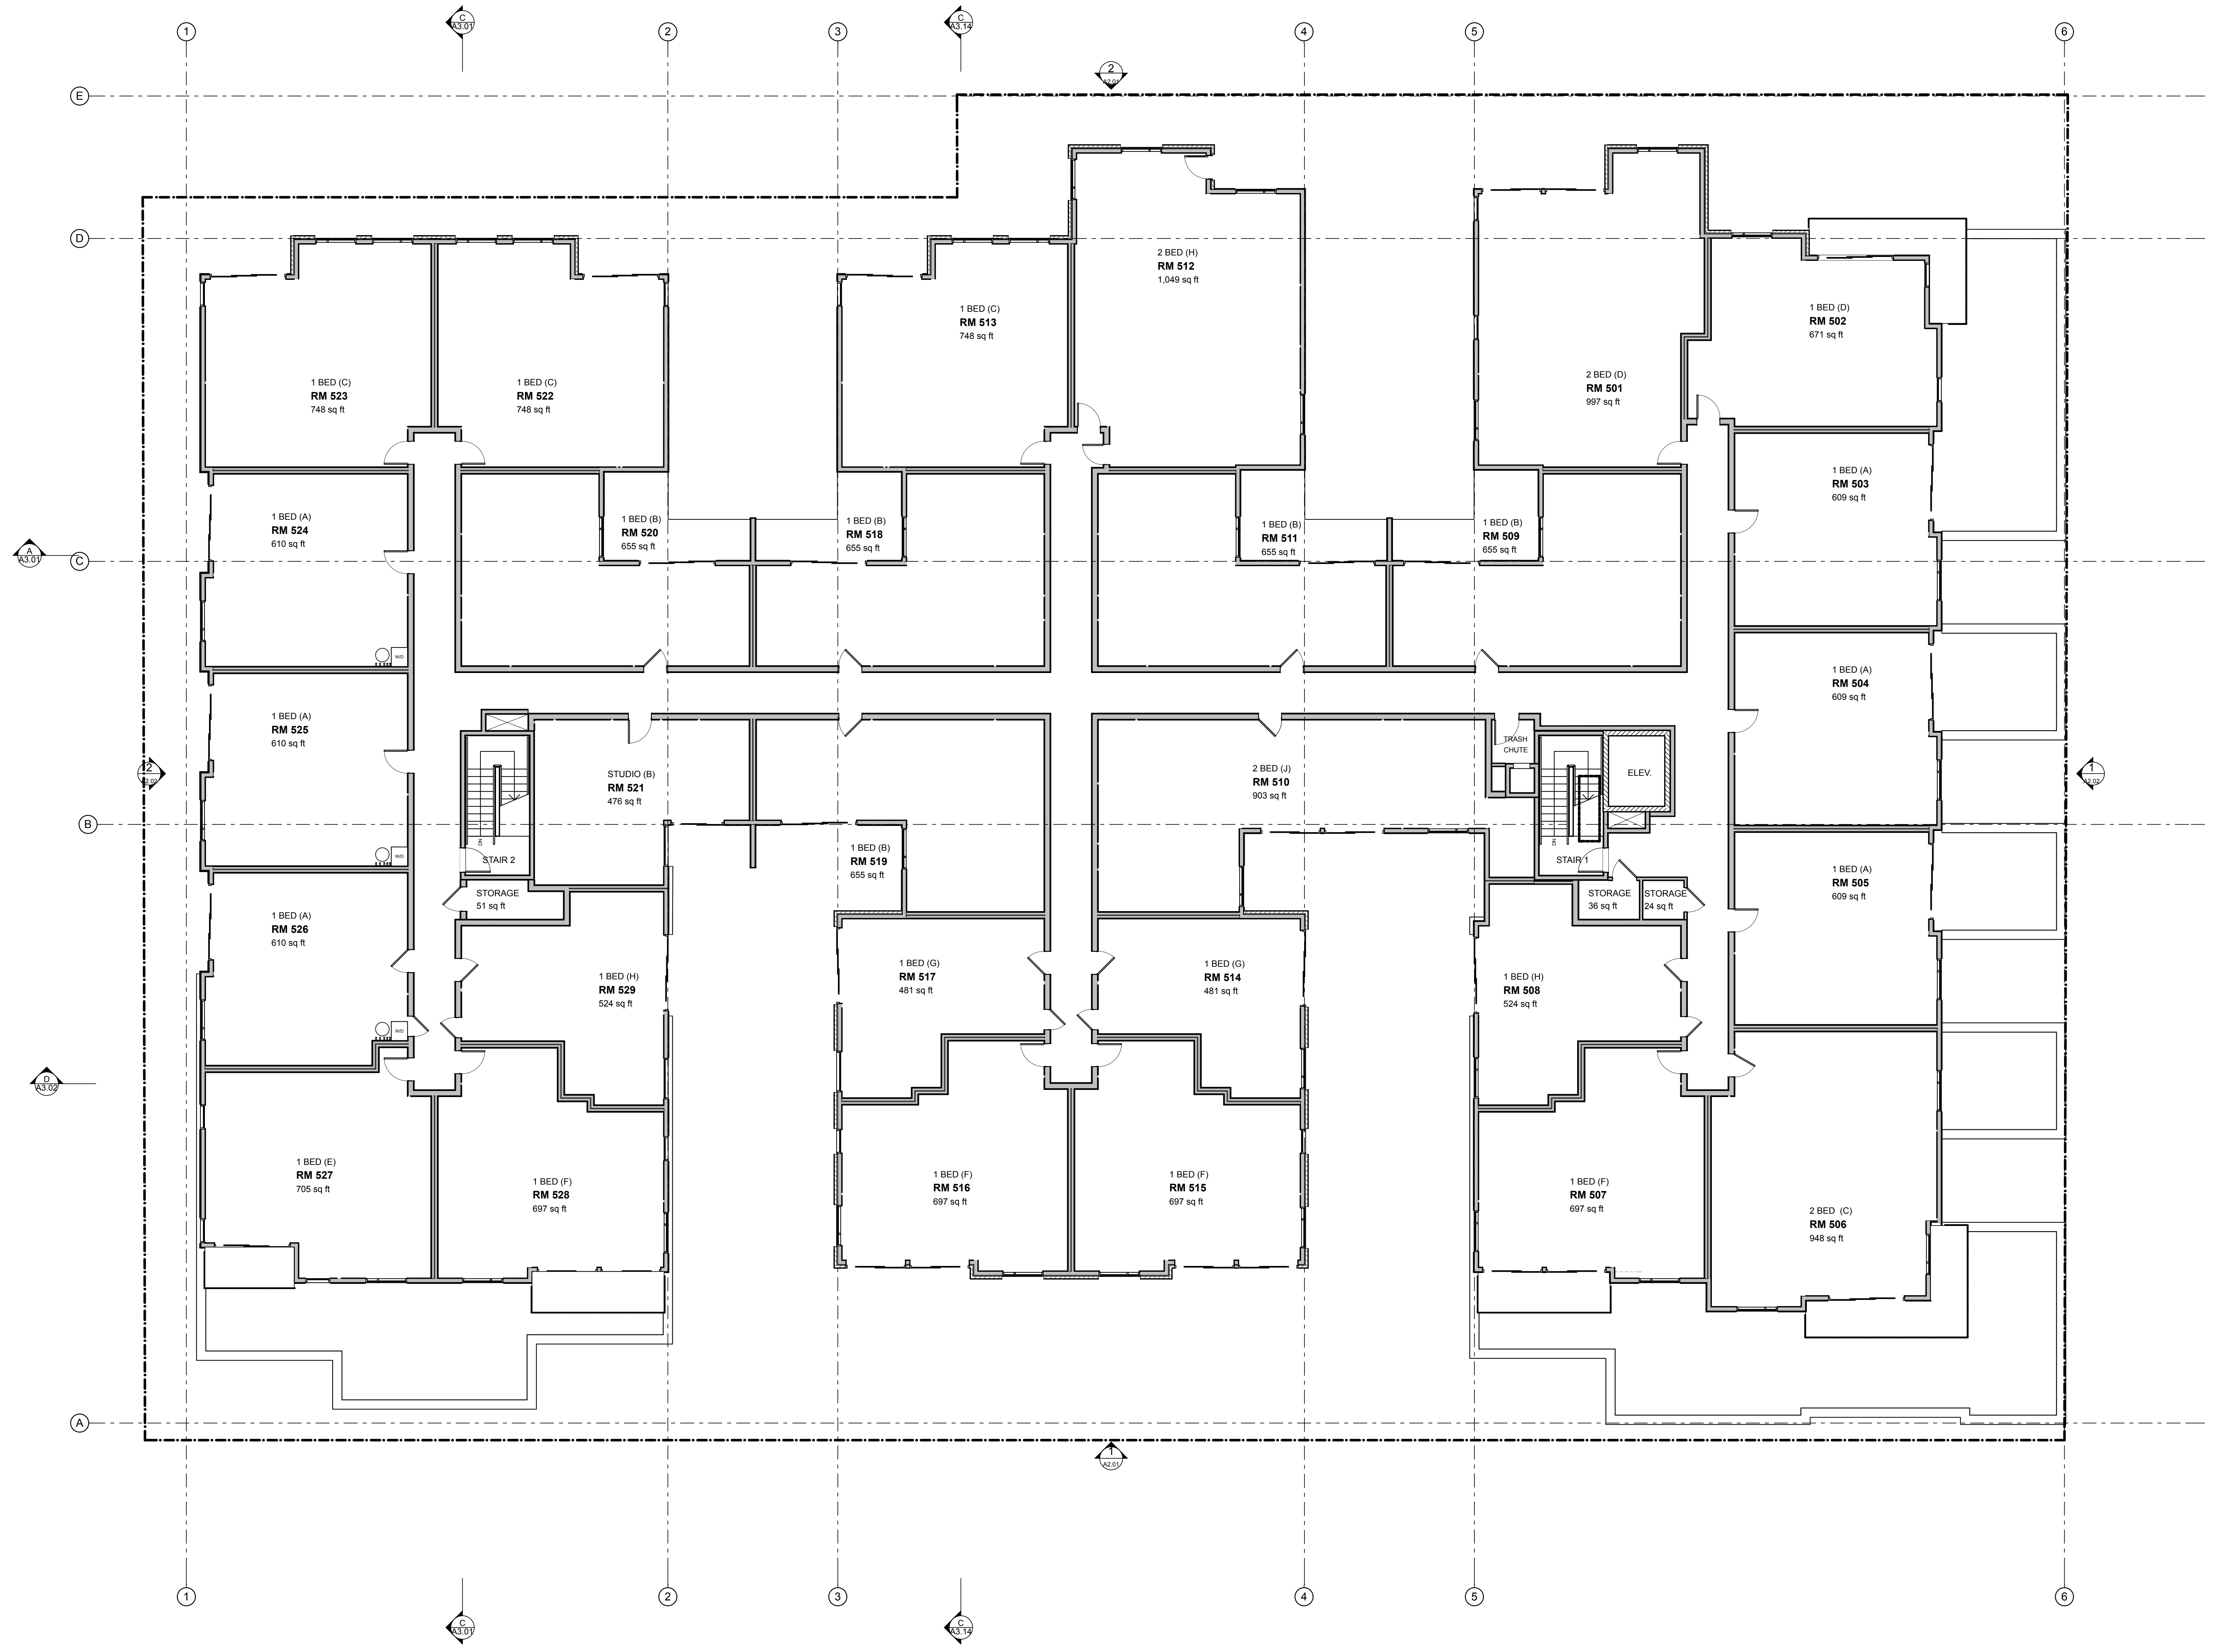 C
A3.01
C
A3.14
1
2
3
4
5
6
2
A2.01
E
D
2 BED (H)
RM 512
1,049 sq ft
1 BED (C)
RM 513
748 sq ft
1 BED (D)
RM 502
671 sq ft
1 BED (C)
RM 523
748 sq ft
1 BED (C)
RM 522
748 sq ft
2 BED (D)
RM 501
997 sq ft
1 BED (A)
RM 503
609 sq ft
1 BED (A)
RM 524
610 sq ft
1 BED (B)
RM 520
655 sq ft
1 BED (B)
RM 518
655 sq ft
1 BED (B)
RM 511
655 sq ft
1 BED (B)
RM 509
655 sq ft
A
A3.01
C
W/D
1 BED (A)
RM 504
609 sq ft
1 BED (A)
RM 525
610 sq ft
TRASH
CHUTE
STUDIO (B)
RM 521
476 sq ft
2 BED (J)
RM 510
903 sq ft
ELEV.
2
A2.02
1
A2.02
B
DN
DN
W/D
STAIR 2
STAIR 1
1 BED (B)
RM 519
655 sq ft
1 BED (A)
RM 505
609 sq ft
STORAGE
51 sq ft
STORAGE
36 sq ft
STORAGE
24 sq ft
1 BED (A)
RM 526
610 sq ft
1 BED (H)
RM 529
524 sq ft
1 BED (G)
RM 517
481 sq ft
1 BED (G)
RM 514
481 sq ft
1 BED (H)
RM 508
524 sq ft
W/D
D
A3.02
1 BED (E)
RM 527
705 sq ft
1 BED (F)
RM 528
697 sq ft
1 BED (F)
RM 516
697 sq ft
1 BED (F)
RM 515
697 sq ft
1 BED (F)
RM 507
697 sq ft
2 BED (C)
RM 506
948 sq ft
A
1
A2.01
1
2
3
4
5
6
C
A3.01
C
A3.14